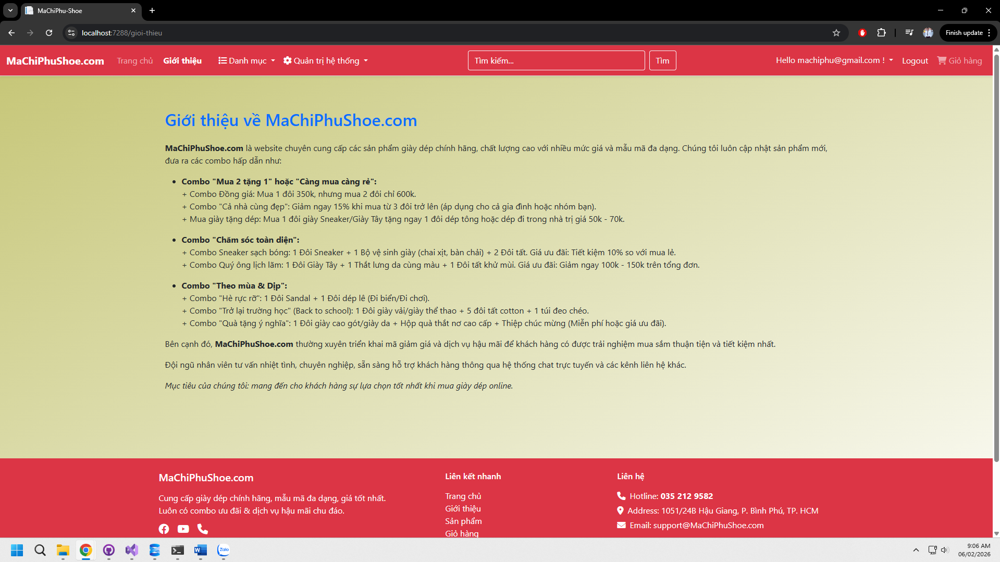 MaChiPhu-Shoe
localhost:7288/gioi-thieu
Finish update
MaChiPhuShoe.com
Trang chủ
Giới thiệu
Danh mục
Quản trị hệ thống
Tìm kiếm...
Tìm
Hello machiphu@gmail.com !
Logout
Giỏ hàng
Giới thiệu về MaChiPhuShoe.com
MaChiPhuShoe.com là website chuyên cung cấp các sản phẩm giày dép chính hãng, chất lượng cao với nhiều mức giá và mẫu mã đa dạng. Chúng tôi luôn cập nhật sản phẩm mới,
đưa ra các combo hấp dẫn như:
• Combo "Mua 2 tặng 1" hoặc "Càng mua càng rẻ":
+ Combo Đồng giá: Mua 1 đôi 350k, nhưng mua 2 đôi chỉ 600k.
+ Combo "Cả nhà cùng đẹp": Giảm ngay 15% khi mua từ 3 đôi trở lên (áp dụng cho cả gia đình hoặc nhóm bạn).
+ Mua giày tặng dép: Mua 1 đôi giày Sneaker/Giày Tây tặng ngay 1 đôi dép tông hoặc dép đi trong nhà trị giá 50k - 70k.
• Combo "Chăm sóc toàn diện":
+ Combo Sneaker sạch bóng: 1 Đôi Sneaker + 1 Bộ vệ sinh giày (chai xịt, bàn chải) + 2 Đôi tất. Giá ưu đãi: Tiết kiệm 10% so với mua lẻ.
+ Combo Quý ông lịch lãm: 1 Đôi Giày Tây + 1 Thắt lưng da cùng màu + 1 Đôi tất khử mùi. Giá ưu đãi: Giảm ngay 100k - 150k trên tổng đơn.
• Combo "Theo mùa & Dịp":
+ Combo "Hè rực rỡ": 1 Đôi Sandal + 1 Đôi dép lê (Đi biển/Đi chơi).
+ Combo "Trở lại trường học" (Back to school): 1 Đôi giày vải/giày thể thao + 5 đôi tất cotton + 1 túi đeo chéo.
+ Combo "Quà tặng ý nghĩa": 1 Đôi giày cao gót/giày da + Hộp quà thắt nơ cao cấp + Thiệp chúc mừng (Miễn phí hoặc giá ưu đãi).
Bên cạnh đó, MaChiPhuShoe.com thường xuyên triển khai mã giảm giá và dịch vụ hậu mãi để khách hàng có được trải nghiệm mua sắm thuận tiện và tiết kiệm nhất.
Đội ngũ nhân viên tư vấn nhiệt tình, chuyên nghiệp, sẵn sàng hỗ trợ khách hàng thông qua hệ thống chat trực tuyến và các kênh liên hệ khác.
Mục tiêu của chúng tôi: mang đến cho khách hàng sự lựa chọn tốt nhất khi mua giày dép online.
MaChiPhuShoe.com
Cung cấp giày dép chính hãng, mẫu mã đa dạng, giá tốt nhất.
Luôn có combo ưu đãi & dịch vụ hậu mãi chu đáo.
Liên kết nhanh
Trang chủ
Giới thiệu
Sản phẩm
Giỏ hàng
Liên hệ
Hotline: 035 212 9582
Address: 1051/24B Hậu Giang, P. Bình Phú, TP. HCM
Email: support@MaChiPhuShoe.com
Zalo
9:06 AM
06/02/2026